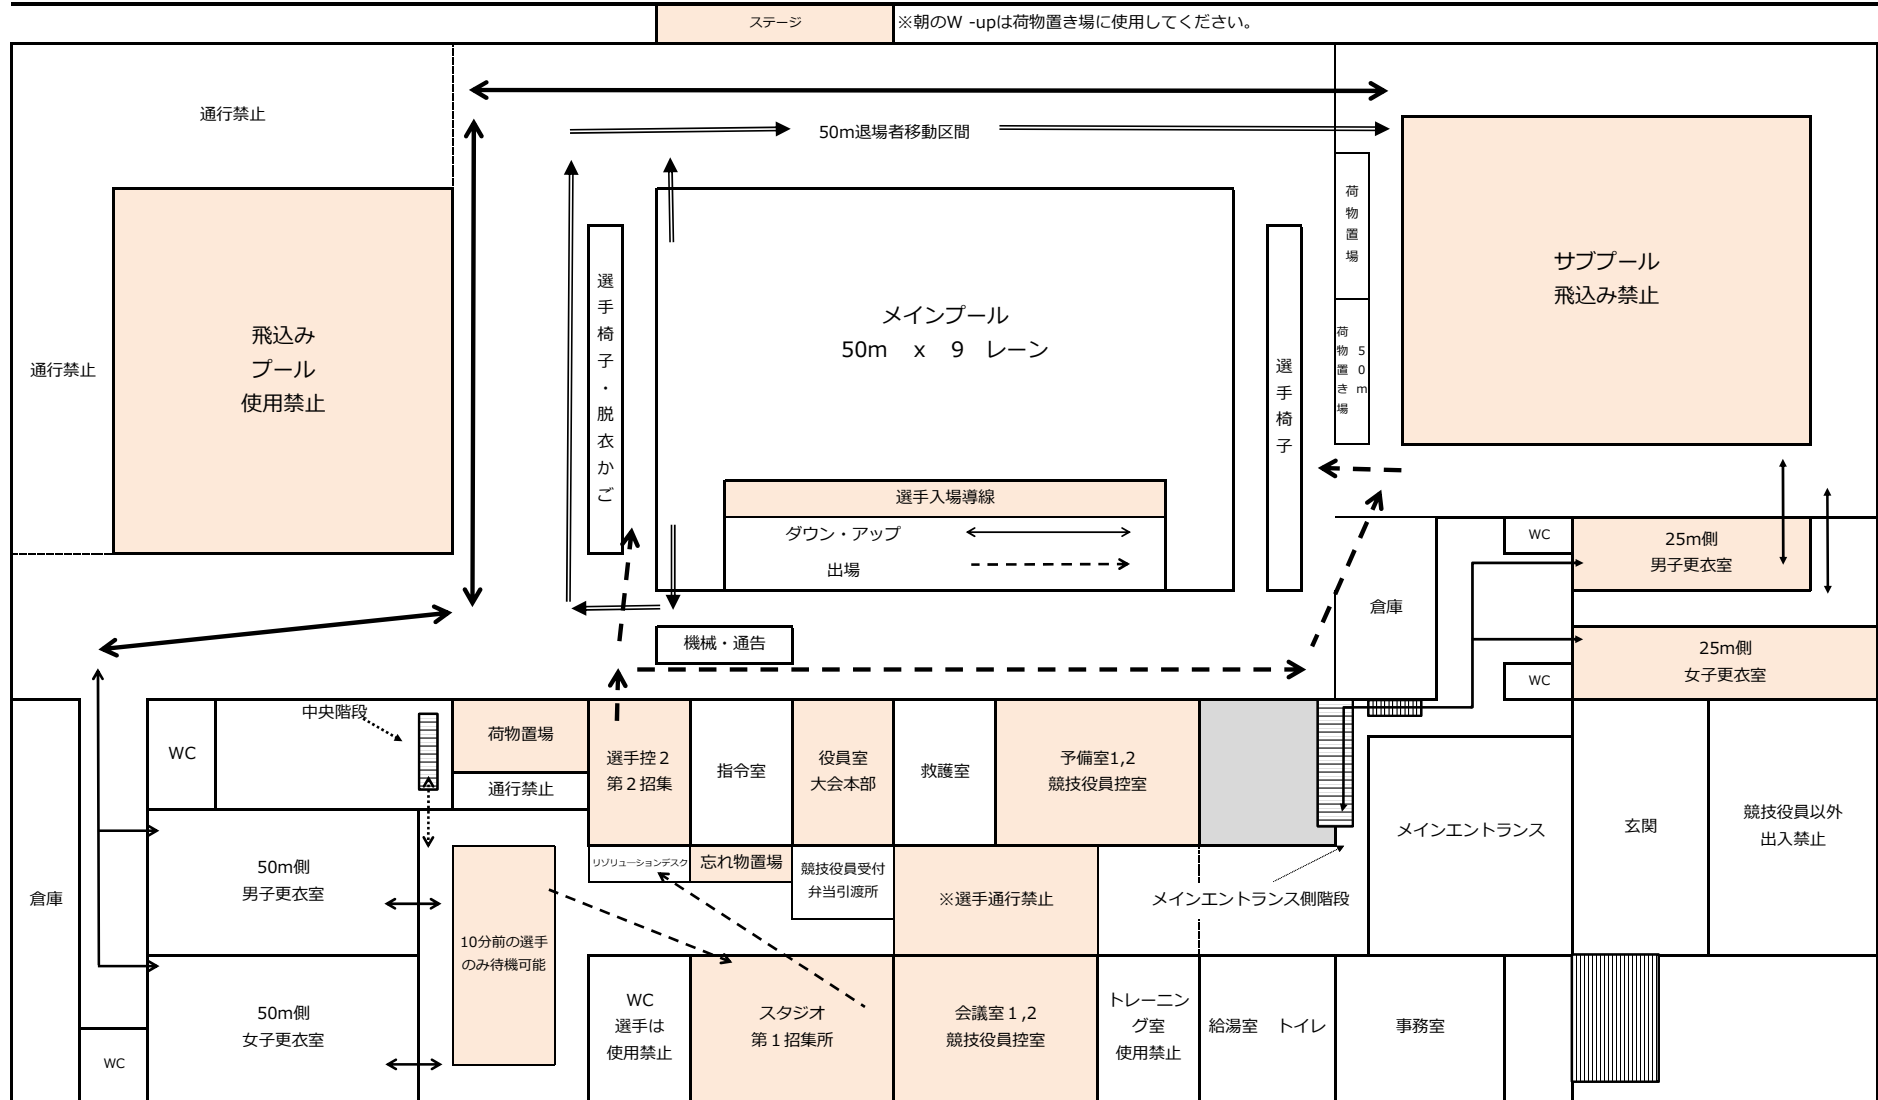 ステージ
※朝のW -upは荷物置き場に使用してください。
通行禁止
50m退場者移動区間
荷物置場
サブプール
飛込み禁止
通行禁止
飛込み
プール
使用禁止
選手椅子・脱衣かご
メインプール
50m x 9 レーン
選手椅子
50m
荷物置き場
選手入場導線
ダウン・アップ
出場
WC
25m側
男子更衣室
倉庫
機械・通告
25m側
女子更衣室
WC
中央階段
WC
荷物置場
通行禁止
選手控2
第2招集
指令室
役員室
大会本部
救護室
予備室1,2
競技役員控室
メインエントランス
玄関
競技役員以外
出入禁止
倉庫
50m側
男子更衣室
リゾリューションデスク
忘れ物置場
競技役員受付
弁当引渡所
※選手通行禁止
メインエントランス側階段
10分前の選手
のみ待機可能
50m側
女子更衣室
WC
WC
選手は
使用禁止
スタジオ
第1招集所
会議室1,2
競技役員控室
トレーニン
グ室
使用禁止
給湯室 トイレ
事務室